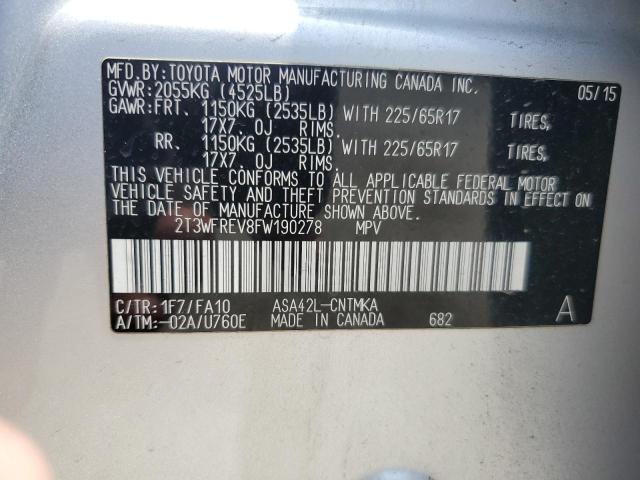 MFD.BY:TOYOTA MOTOR MANUFACTURING CANADA INC.
GVWR:2055KG (4525LB) 05/15
GAWR:FRT. 1150KG (2535LB) WITH 225/65R17 TIRES,
17X7. 0J RIMS.
RR. 1150KG (2535LB) WITH 225/65R17 TIRES,
17X7. 0J RIMS.
THIS VEHICLE CONFORMS TO ALL APPLICABLE FEDERAL MOTOR
VEHICLE SAFETY AND THEFT PREVENTION STANDARDS IN EFFECT ON
THE DATE OF MANUFACTURE SHOWN ABOVE.
2T3WFREV8FW190278 MPV
C/TR:1F7/FA10 ASA42L-CNTMKA A
A/TM:-02A/U760E MADE IN CANADA 682